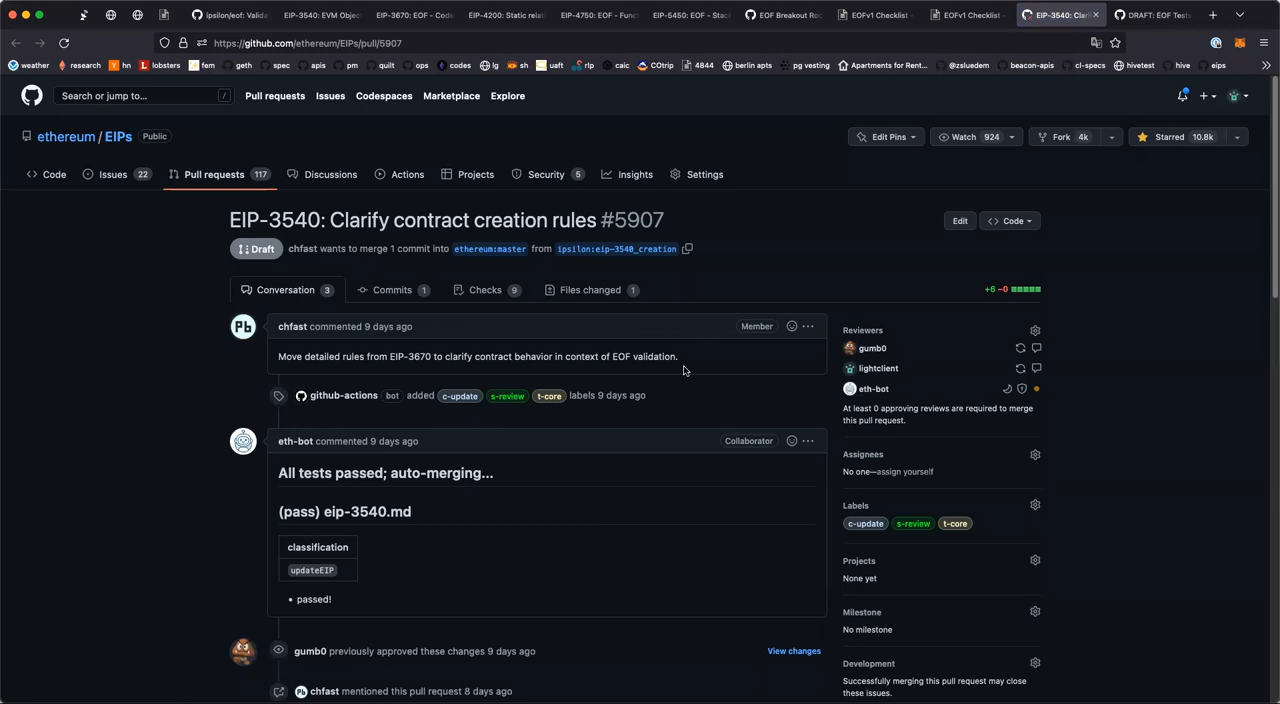 ipsilon/eof: Valida
EIP-3540: EVM Objec
EIP-3670: EOF - Code
EIP-4200: Static rela
EIP-4750: EOF - Func
EIP-5450: EOF - Stac
EOF Breakout Roo
EOFv1 Checklist -
EOFv1 Checklist -
EIP-3540: Clari
DRAFT: EOF Tests
https://github.com/ethereum/EIPs/pull/5907
weather
research
hn
lobsters
fem
geth
spec
apis
pm
quilt
ops
codes
lg
sh
uaft
rlp
calc
COtrip
4844
berlin apts
pg vesting
Apartments for Rent...
@zsluedem
beacon-apis
cl-specs
hivetest
hive
eips
Search or jump to...
/
Pull requests
Issues
Codespaces
Marketplace
Explore
ethereum / EIPs
Public
Edit Pins
Watch 924
Fork 4k
Starred 10.8k
Code
Issues 22
Pull requests 117
Discussions
Actions
Projects
Security 5
Insights
Settings
EIP-3540: Clarify contract creation rules #5907
Edit
Code
Draft
chfast wants to merge 1 commit into ethereum:master from ipsilon:eip-3540_creation
Conversation 3
Commits 1
Checks 9
Files changed 1
+6 −0
Pb
chfast commented 9 days ago
Member
Move detailed rules from EIP-3670 to clarify contract behavior in context of EOF validation.
github-actions bot added c-update s-review t-core labels 9 days ago
eth-bot commented 9 days ago
Collaborator
All tests passed; auto-merging...
(pass) eip-3540.md
classification
updateEIP
• passed!
gumb0 previously approved these changes 9 days ago
View changes
Pb chfast mentioned this pull request 8 days ago
Reviewers
gumb0
lightclient
eth-bot
At least 0 approving reviews are required to merge
this pull request.
Assignees
No one—assign yourself
Labels
c-update s-review t-core
Projects
None yet
Milestone
No milestone
Development
Successfully merging this pull request may close
these issues.